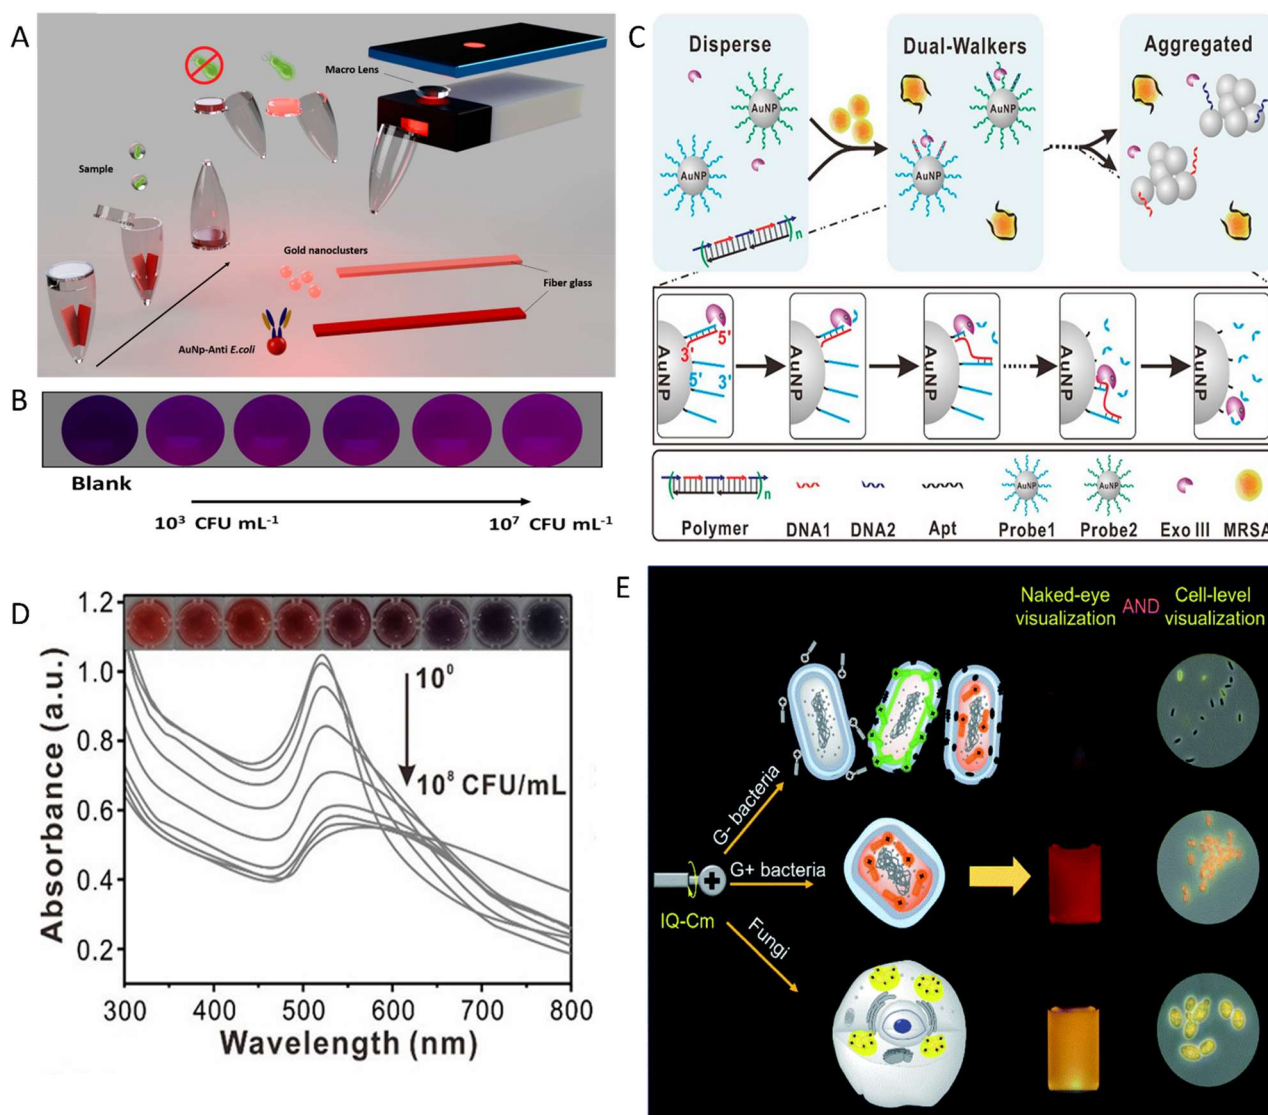 A
Macro Lens
Sample
Gold nanoclusters
Fiber glass
AuNp-Anti E.coli
B
Blank
10³ CFU mL⁻¹
10⁷ CFU mL⁻¹
C
Disperse
Dual-Walkers
Aggregated
AuNP
AuNP
AuNP
AuNP
n
AuNP
3'
5'
5'
3'
AuNP
AuNP
AuNP
AuNP
n
AuNP
AuNP
Polymer
DNA1
DNA2
Apt
Probe1
Probe2
Exo III
MRSA
D
Absorbance (a.u.)
1.2
1.0
0.8
0.6
0.4
0.2
10⁰
10⁸ CFU/mL
300
400
500
600
700
800
Wavelength (nm)
E
Naked-eye
visualization
AND
Cell-level
visualization
G- bacteria
G+ bacteria
Fungi
IQ-Cm